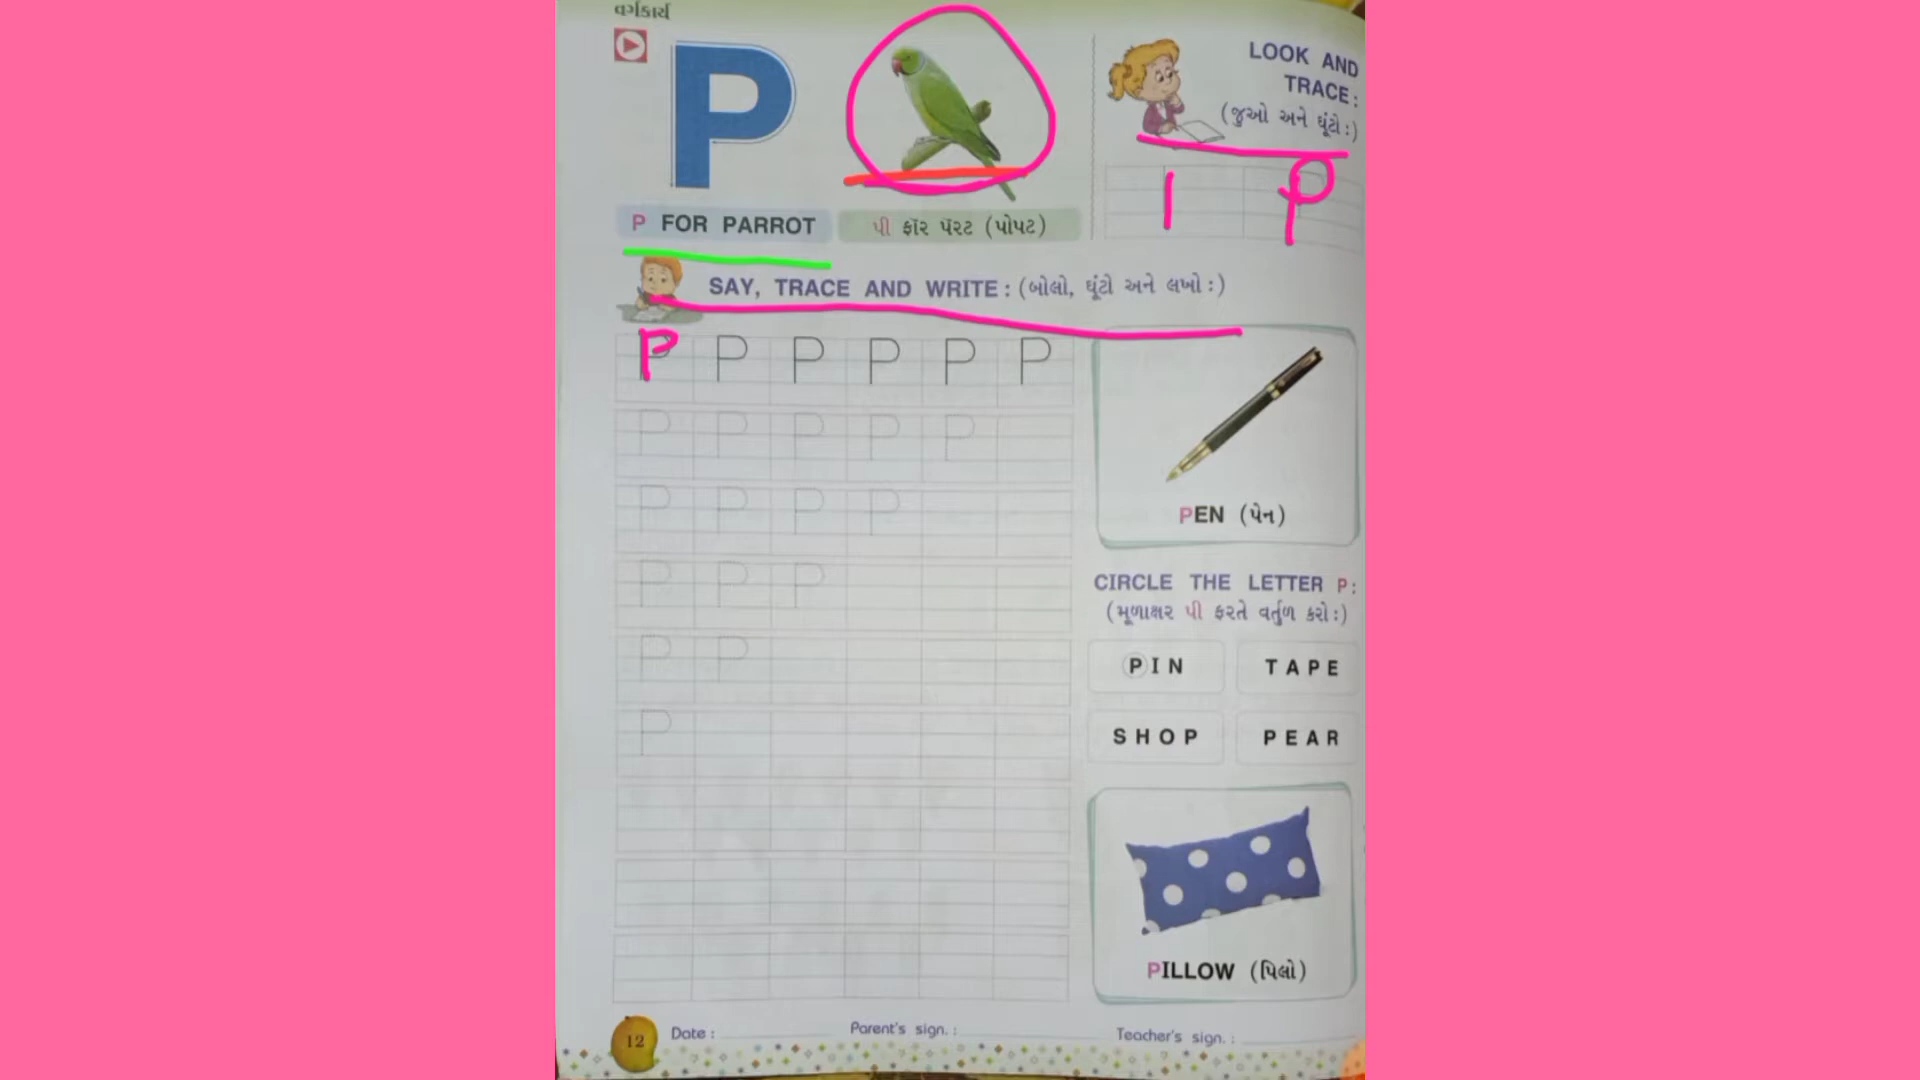 વર્ગકાર્ય
P
P FOR PARROT
પી ફૉર પૅરટ (પોપટ)
LOOK AND
TRACE :
(જુઓ અને ઘૂંટો :)
I P
SAY, TRACE AND WRITE : (બોલો, ઘૂંટો અને લખો :)
P P P P P P
P P P P P
P P P P
P P P
P P
P
PEN (પેન)
CIRCLE THE LETTER P :
(મૂળાક્ષર પી ફરતે વર્તુળ કરો :)
PIN
TAPE
SHOP
PEAR
PILLOW (પિલો)
12
Date :
Parent's sign. :
Teacher's sign. :